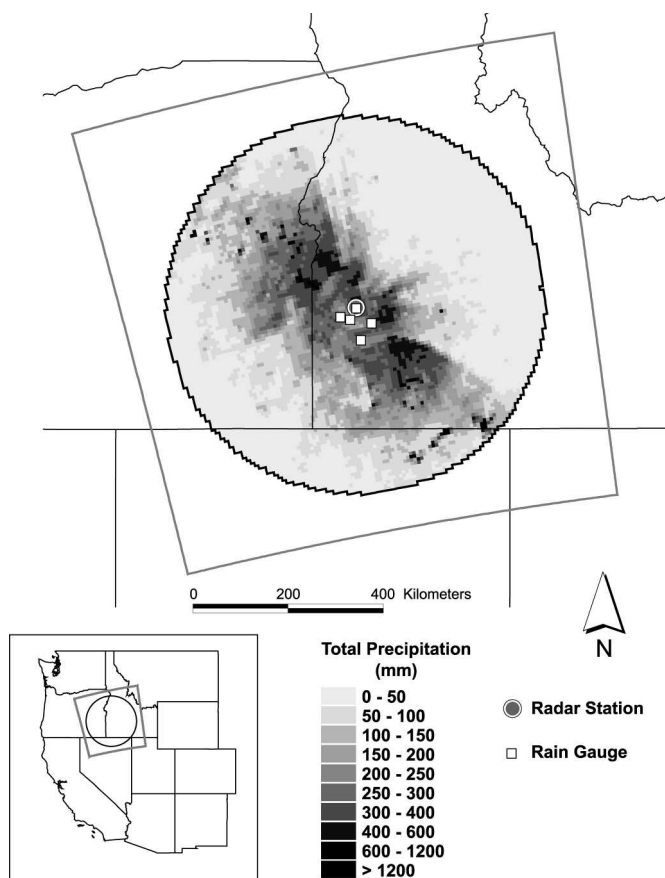 0 200 400 Kilometers
N
Total Precipitation
(mm)
0 - 50
50 - 100
100 - 150
150 - 200
200 - 250
250 - 300
300 - 400
400 - 600
600 - 1200
> 1200
Radar Station
Rain Gauge